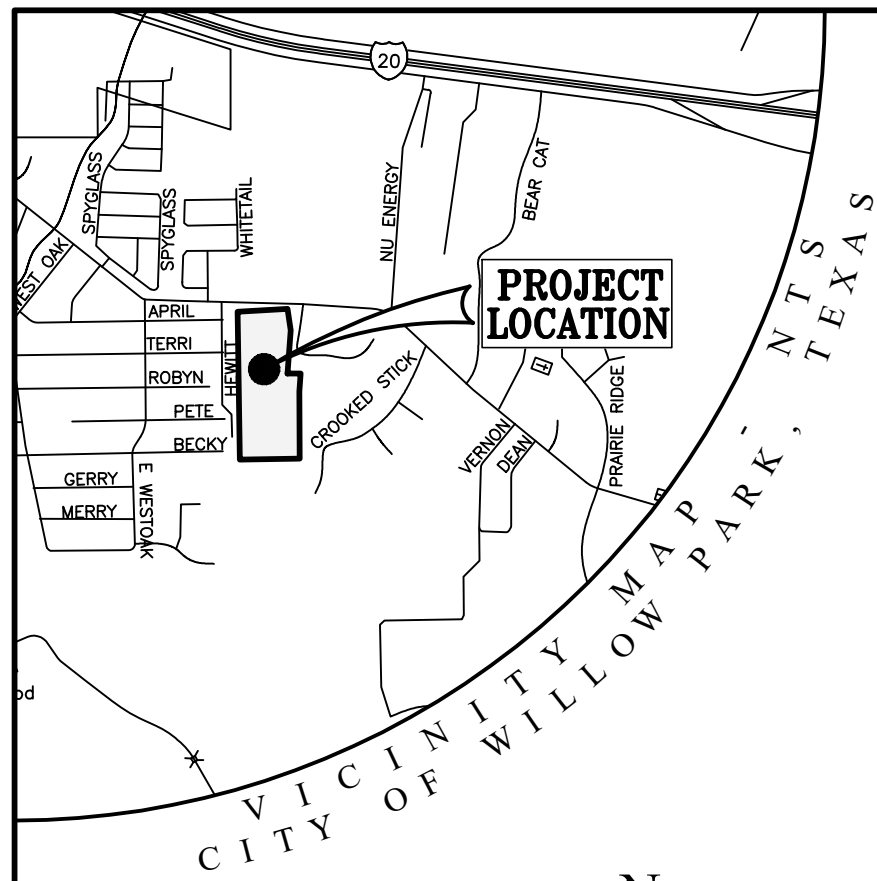 20
SPYGLASS
SPYGLASS
WHITETAIL
NU ENERGY
BEAR CAT
WEST OAK
PROJECT
LOCATION
APRIL
TERRI
HEWITT
ROBYN
PETE
BECKY
CROOKED STICK
VERNON
DEAN
PRAIRIE RIDGE
GERRY
MERRY
E WESTOAK
od
VICINITY MAP - NTS
CITY OF WILLOW PARK, TEXAS
N